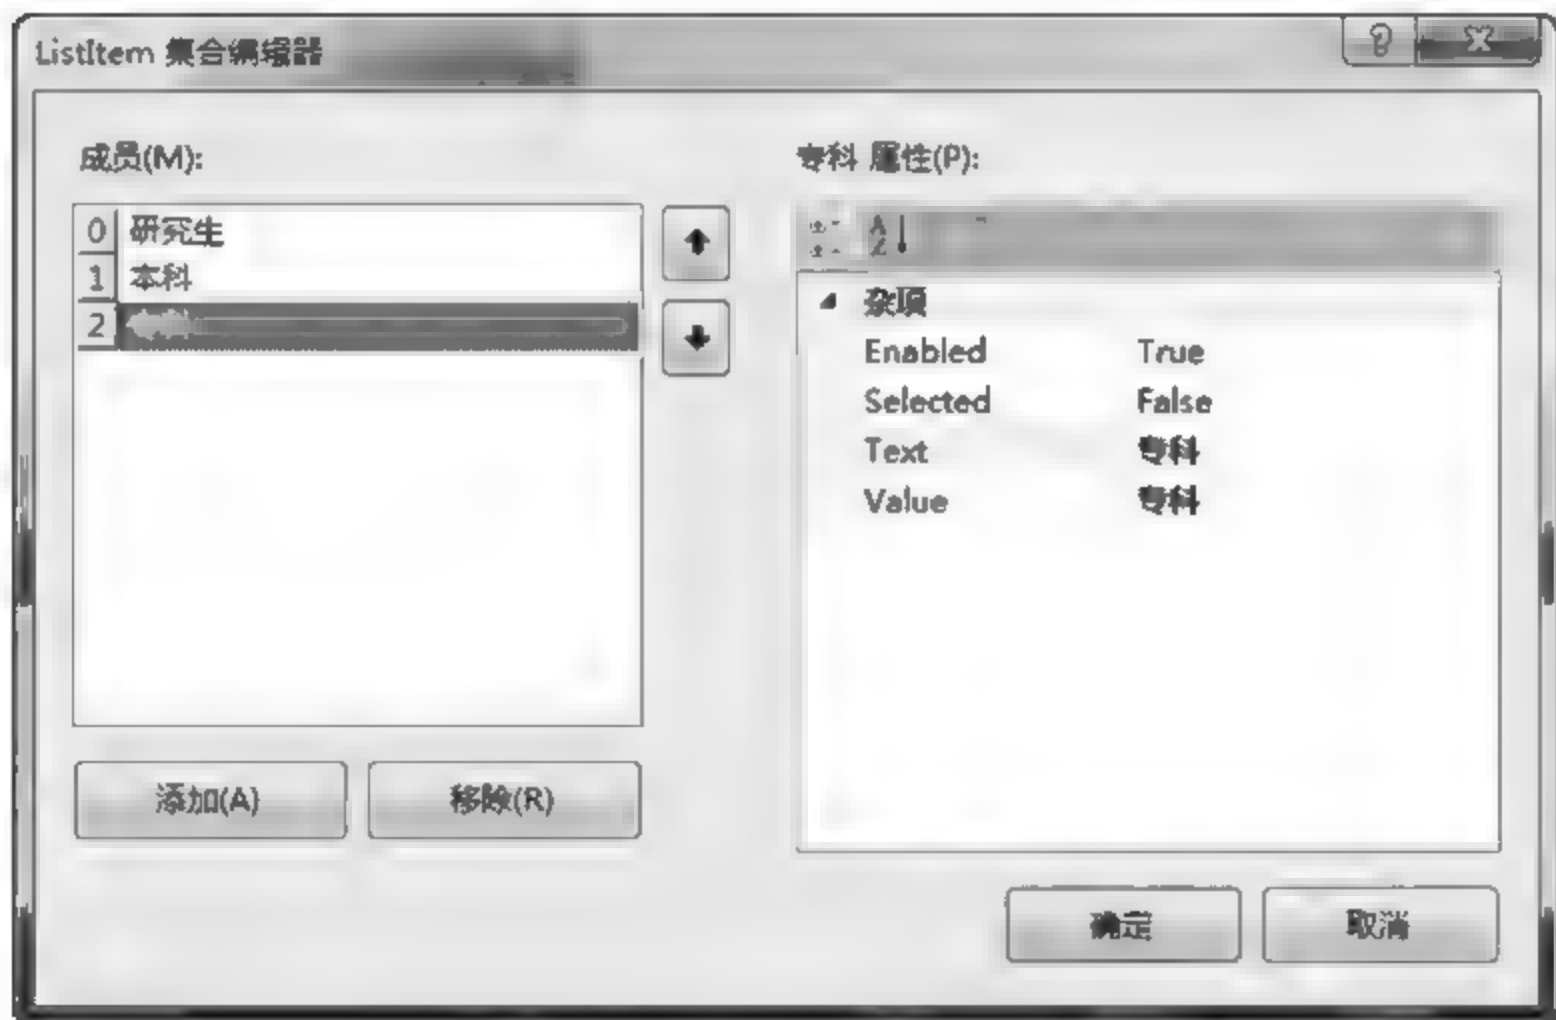 ListItem 集合编辑器
成员(M):
0 研究生
1 本科
2
添加(A)
移除(R)
专科 属性(P):
杂项
Enabled True
Selected False
Text 专科
Value 专科
确定
取消